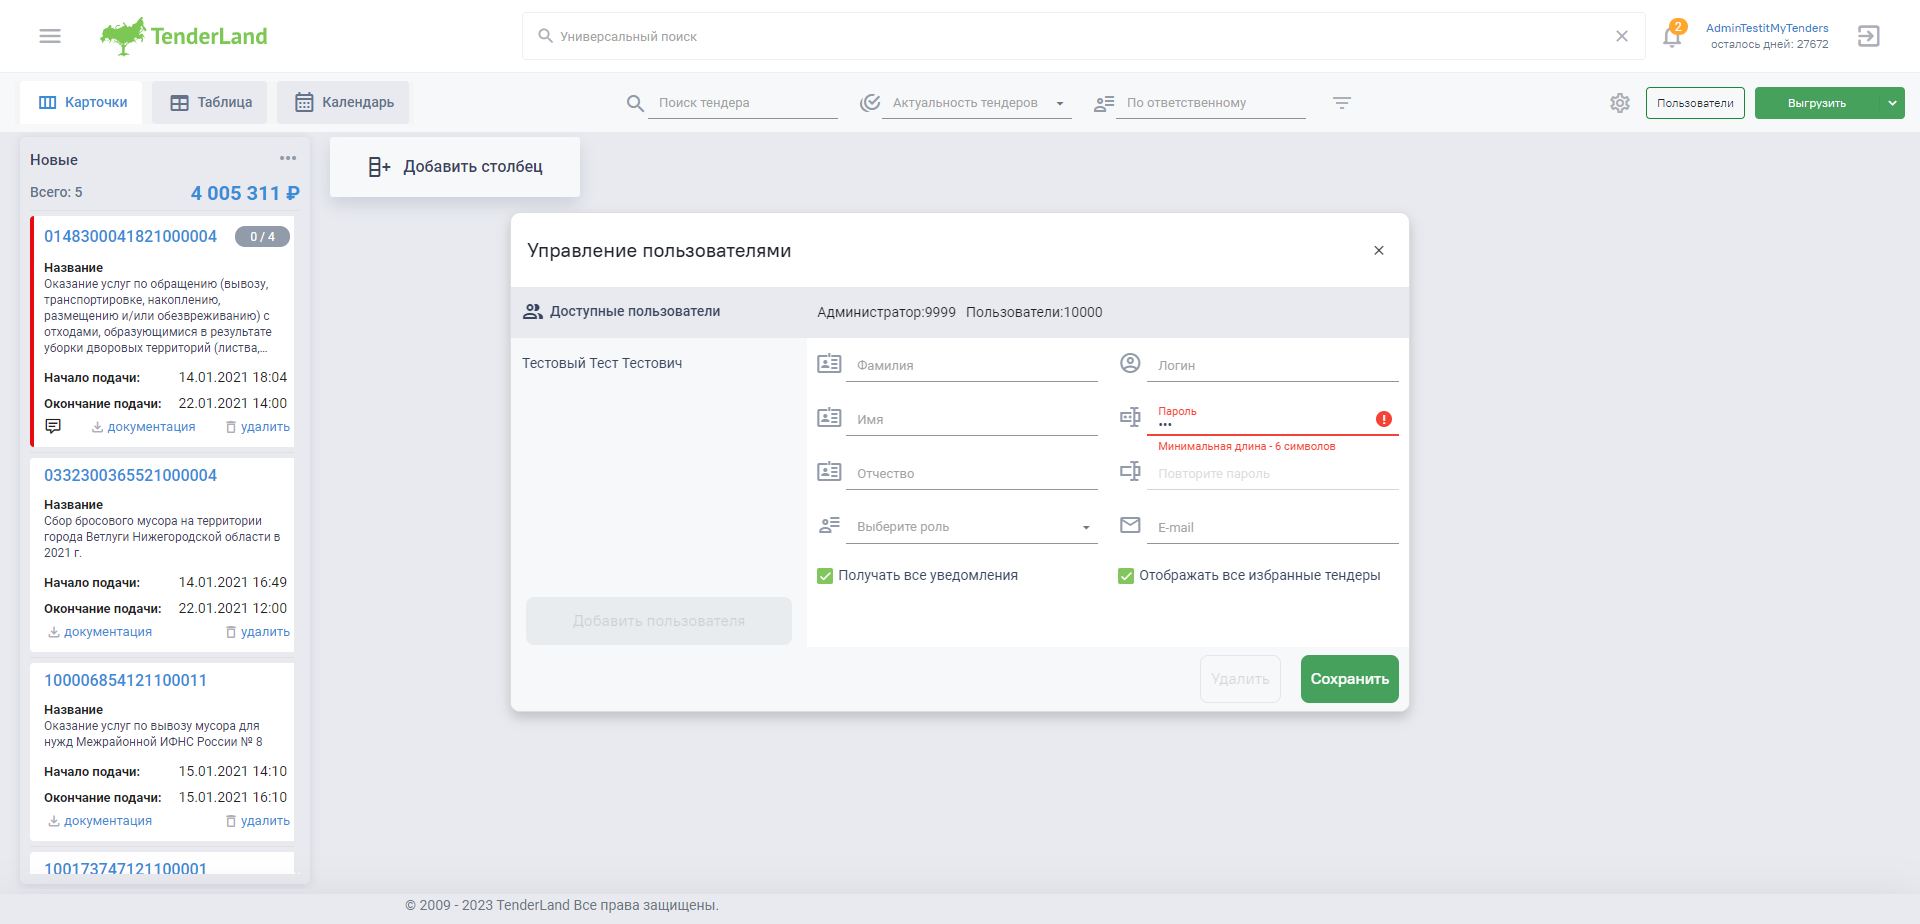 TenderLand
Универсальный поиск
2
AdminTestitMyTenders
осталось дней: 27672
Карточки
Таблица
Календарь
Поиск тендера
Актуальность тендеров
По ответственному
Пользователи
Выгрузить
Новые
Всего: 5
4 005 311 ₽
0148300041821000004
0 / 4
Название
Оказание услуг по обращению (вывозу,
транспортировке, накоплению,
размещению и/или обезвреживанию) с
отходами, образующимися в результате
уборки дворовых территорий (листва,...
Начало подачи: 14.01.2021 18:04
Окончание подачи: 22.01.2021 14:00
документация
удалить
0332300365521000004
Название
Сбор бросового мусора на территории
города Ветлуги Нижегородской области в
2021 г.
Начало подачи: 14.01.2021 16:49
Окончание подачи: 22.01.2021 12:00
документация
удалить
100006854121100011
Название
Оказание услуг по вывозу мусора для
нужд Межрайонной ИФНС России № 8
Начало подачи: 15.01.2021 14:10
Окончание подачи: 15.01.2021 16:10
документация
удалить
100173747121100001
Добавить столбец
Управление пользователями
Доступные пользователи
Администратор:9999 Пользователи:10000
Тестовый Тест Тестович
Фамилия
Логин
Имя
Пароль
•••
Минимальная длина - 6 символов
Отчество
Повторите пароль
Выберите роль
E-mail
Получать все уведомления
Отображать все избранные тендеры
Добавить пользователя
Удалить
Сохранить
© 2009 - 2023 TenderLand Все права защищены.